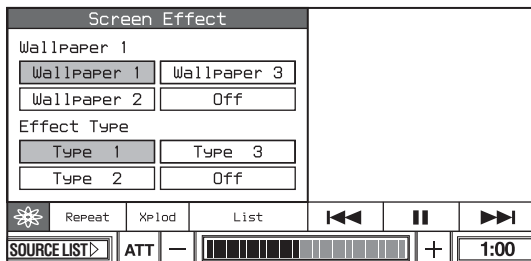 Screen Effect
Wallpaper 1
Wallpaper 1 Wallpaper 3
Wallpaper 2 Off
Effect Type
Type 1 Type 3
Type 2 Off
Repeat Xplod List
SOURCE LIST ATT − + 1:00